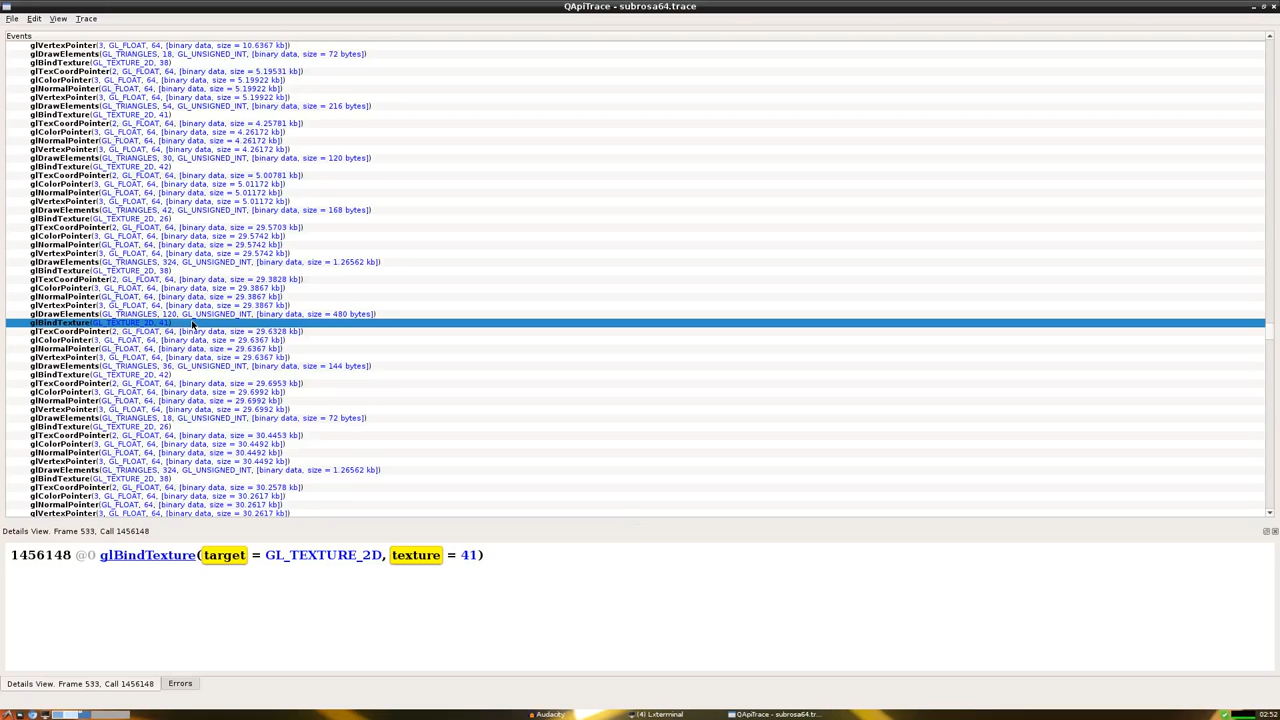 QApiTrace - subrosa64.trace
File Edit View Trace
Events
glVertexPointer(3, GL_FLOAT, 64, [binary data, size = 10.6367 kb])
glDrawElements(GL_TRIANGLES, 18, GL_UNSIGNED_INT, [binary data, size = 72 bytes])
glBindTexture(GL_TEXTURE_2D, 38)
glTexCoordPointer(2, GL_FLOAT, 64, [binary data, size = 5.19531 kb])
glColorPointer(3, GL_FLOAT, 64, [binary data, size = 5.19922 kb])
glNormalPointer(GL_FLOAT, 64, [binary data, size = 5.19922 kb])
glVertexPointer(3, GL_FLOAT, 64, [binary data, size = 5.19922 kb])
glDrawElements(GL_TRIANGLES, 54, GL_UNSIGNED_INT, [binary data, size = 216 bytes])
glBindTexture(GL_TEXTURE_2D, 41)
glTexCoordPointer(2, GL_FLOAT, 64, [binary data, size = 4.25781 kb])
glColorPointer(3, GL_FLOAT, 64, [binary data, size = 4.26172 kb])
glNormalPointer(GL_FLOAT, 64, [binary data, size = 4.26172 kb])
glVertexPointer(3, GL_FLOAT, 64, [binary data, size = 4.26172 kb])
glDrawElements(GL_TRIANGLES, 30, GL_UNSIGNED_INT, [binary data, size = 120 bytes])
glBindTexture(GL_TEXTURE_2D, 42)
glTexCoordPointer(2, GL_FLOAT, 64, [binary data, size = 5.00781 kb])
glColorPointer(3, GL_FLOAT, 64, [binary data, size = 5.01172 kb])
glNormalPointer(GL_FLOAT, 64, [binary data, size = 5.01172 kb])
glVertexPointer(3, GL_FLOAT, 64, [binary data, size = 5.01172 kb])
glDrawElements(GL_TRIANGLES, 42, GL_UNSIGNED_INT, [binary data, size = 168 bytes])
glBindTexture(GL_TEXTURE_2D, 26)
glTexCoordPointer(2, GL_FLOAT, 64, [binary data, size = 29.5703 kb])
glColorPointer(3, GL_FLOAT, 64, [binary data, size = 29.5742 kb])
glNormalPointer(GL_FLOAT, 64, [binary data, size = 29.5742 kb])
glVertexPointer(3, GL_FLOAT, 64, [binary data, size = 29.5742 kb])
glDrawElements(GL_TRIANGLES, 324, GL_UNSIGNED_INT, [binary data, size = 1.26562 kb])
glBindTexture(GL_TEXTURE_2D, 38)
glTexCoordPointer(2, GL_FLOAT, 64, [binary data, size = 29.3828 kb])
glColorPointer(3, GL_FLOAT, 64, [binary data, size = 29.3867 kb])
glNormalPointer(GL_FLOAT, 64, [binary data, size = 29.3867 kb])
glVertexPointer(3, GL_FLOAT, 64, [binary data, size = 29.3867 kb])
glDrawElements(GL_TRIANGLES, 120, GL_UNSIGNED_INT, [binary data, size = 480 bytes])
glBindTexture(GL_TEXTURE_2D, 41)
glTexCoordPointer(2, GL_FLOAT, 64, [binary data, size = 29.6328 kb])
glColorPointer(3, GL_FLOAT, 64, [binary data, size = 29.6367 kb])
glNormalPointer(GL_FLOAT, 64, [binary data, size = 29.6367 kb])
glVertexPointer(3, GL_FLOAT, 64, [binary data, size = 29.6367 kb])
glDrawElements(GL_TRIANGLES, 36, GL_UNSIGNED_INT, [binary data, size = 144 bytes])
glBindTexture(GL_TEXTURE_2D, 42)
glTexCoordPointer(2, GL_FLOAT, 64, [binary data, size = 29.6953 kb])
glColorPointer(3, GL_FLOAT, 64, [binary data, size = 29.6992 kb])
glNormalPointer(GL_FLOAT, 64, [binary data, size = 29.6992 kb])
glVertexPointer(3, GL_FLOAT, 64, [binary data, size = 29.6992 kb])
glDrawElements(GL_TRIANGLES, 18, GL_UNSIGNED_INT, [binary data, size = 72 bytes])
glBindTexture(GL_TEXTURE_2D, 26)
glTexCoordPointer(2, GL_FLOAT, 64, [binary data, size = 30.4453 kb])
glColorPointer(3, GL_FLOAT, 64, [binary data, size = 30.4492 kb])
glNormalPointer(GL_FLOAT, 64, [binary data, size = 30.4492 kb])
glVertexPointer(3, GL_FLOAT, 64, [binary data, size = 30.4492 kb])
glDrawElements(GL_TRIANGLES, 324, GL_UNSIGNED_INT, [binary data, size = 1.26562 kb])
glBindTexture(GL_TEXTURE_2D, 38)
glTexCoordPointer(2, GL_FLOAT, 64, [binary data, size = 30.2578 kb])
glColorPointer(3, GL_FLOAT, 64, [binary data, size = 30.2617 kb])
glNormalPointer(GL_FLOAT, 64, [binary data, size = 30.2617 kb])
glVertexPointer(3, GL_FLOAT, 64, [binary data, size = 30.2617 kb])
Details View. Frame 533, Call 1456148
1456148 @0 glBindTexture(target = GL_TEXTURE_2D, texture = 41)
Details View. Frame 533, Call 1456148 Errors
Audacity (4) Lxterminal QApiTrace - subrosa64.tr... 02:52